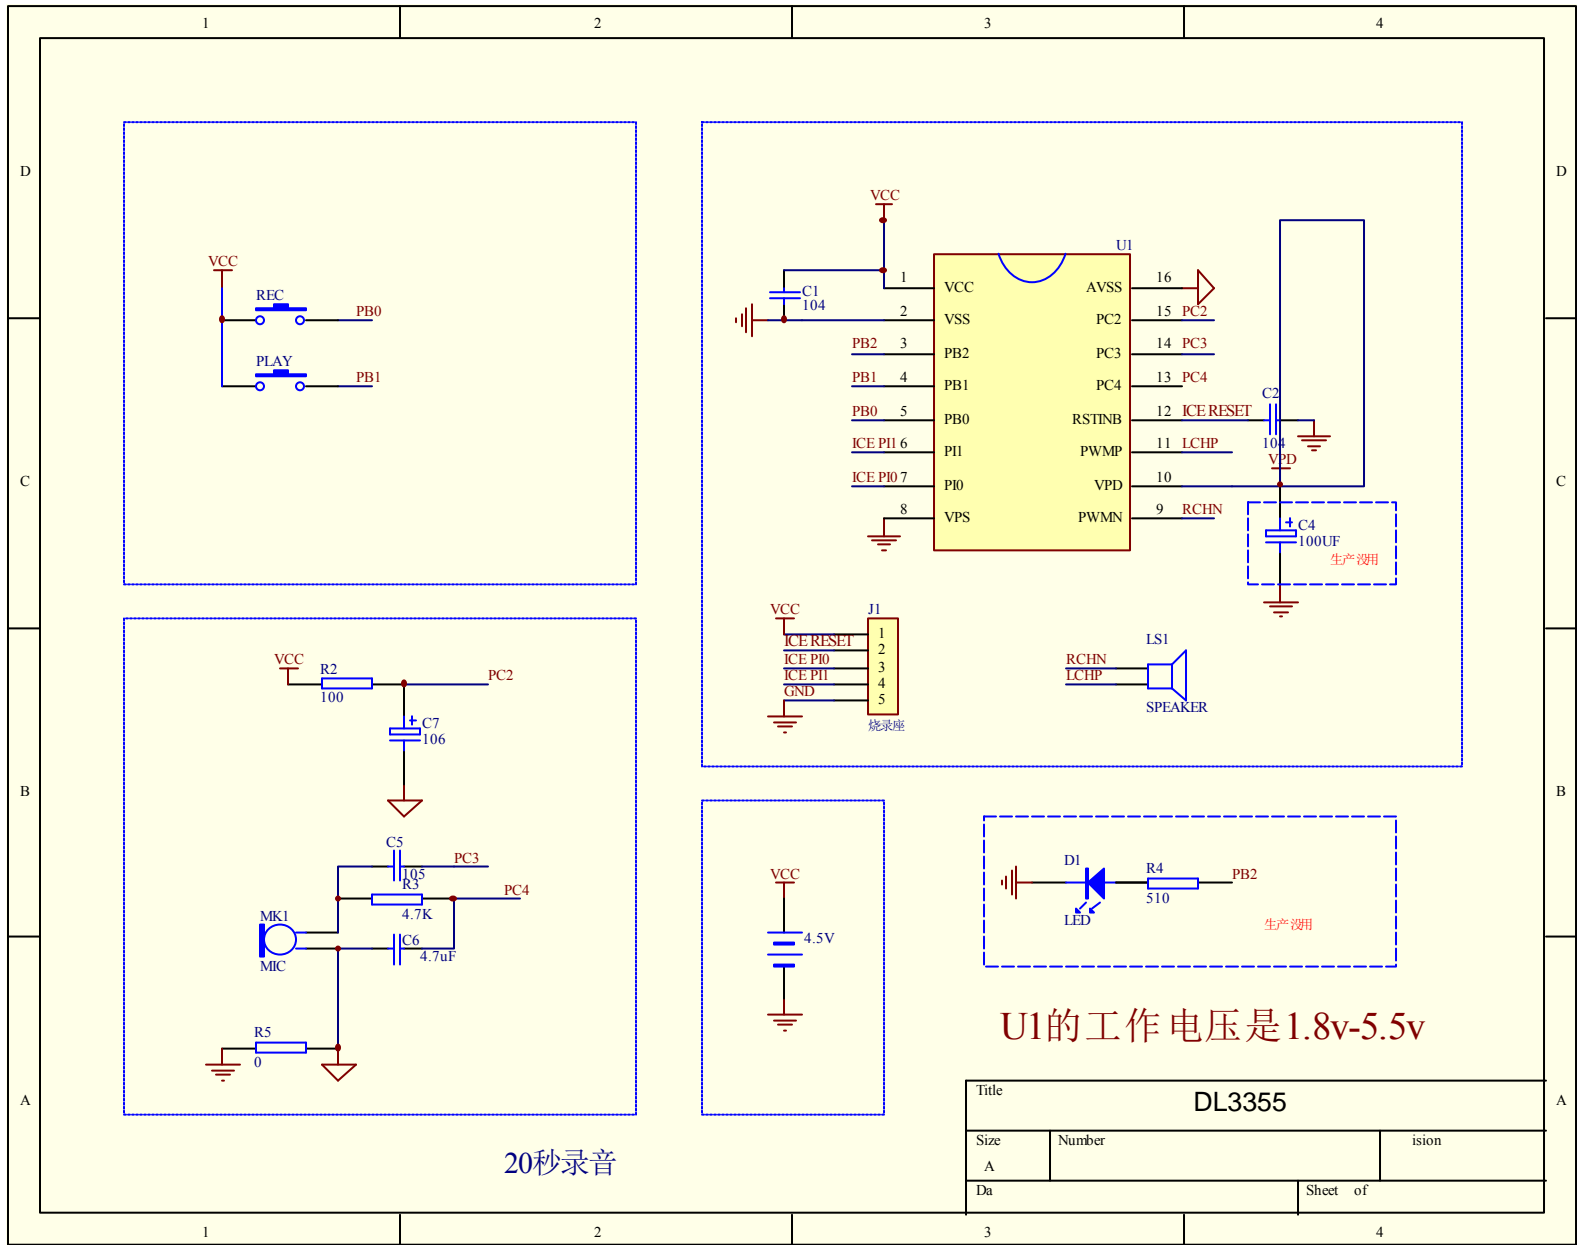 1 2 3 4
D
D
VCC
REC
PB0
PLAY
PB1
VCC
U1
C1
104
1 VCC
2 VSS
PB2 3 PB2
PB1 4 PB1
PB0 5 PB0
ICE PI1 6 PI1
ICE PI0 7 PI0
8 VPS
AVSS 16
PC2 15 PC2
PC3 14 PC3
PC4 13 PC4
RSTINB 12 ICE RESET
PWMP 11 LCHP
VPD 10
PWMN 9 RCHN
C2
104
VPD
C4
100UF
生产没用
C
C
VCC
J1
1
ICE RESET 2
ICE PI0 3
ICE PI1 4
GND 5
烧录座
LS1
RCHN
LCHP
SPEAKER
VCC
R2
100
PC2
C7
106
B
B
C5
105
PC3
R3
4.7K
PC4
MK1
MIC
C6
4.7uF
R5
0
VCC
4.5V
D1
LED
R4
510
PB2
生产没用
U1的工作电压是1.8v-5.5v
A
A
20秒录音
Title
DL3355
Size
A
Number
ision
Da
Sheet of
1 2 3 4